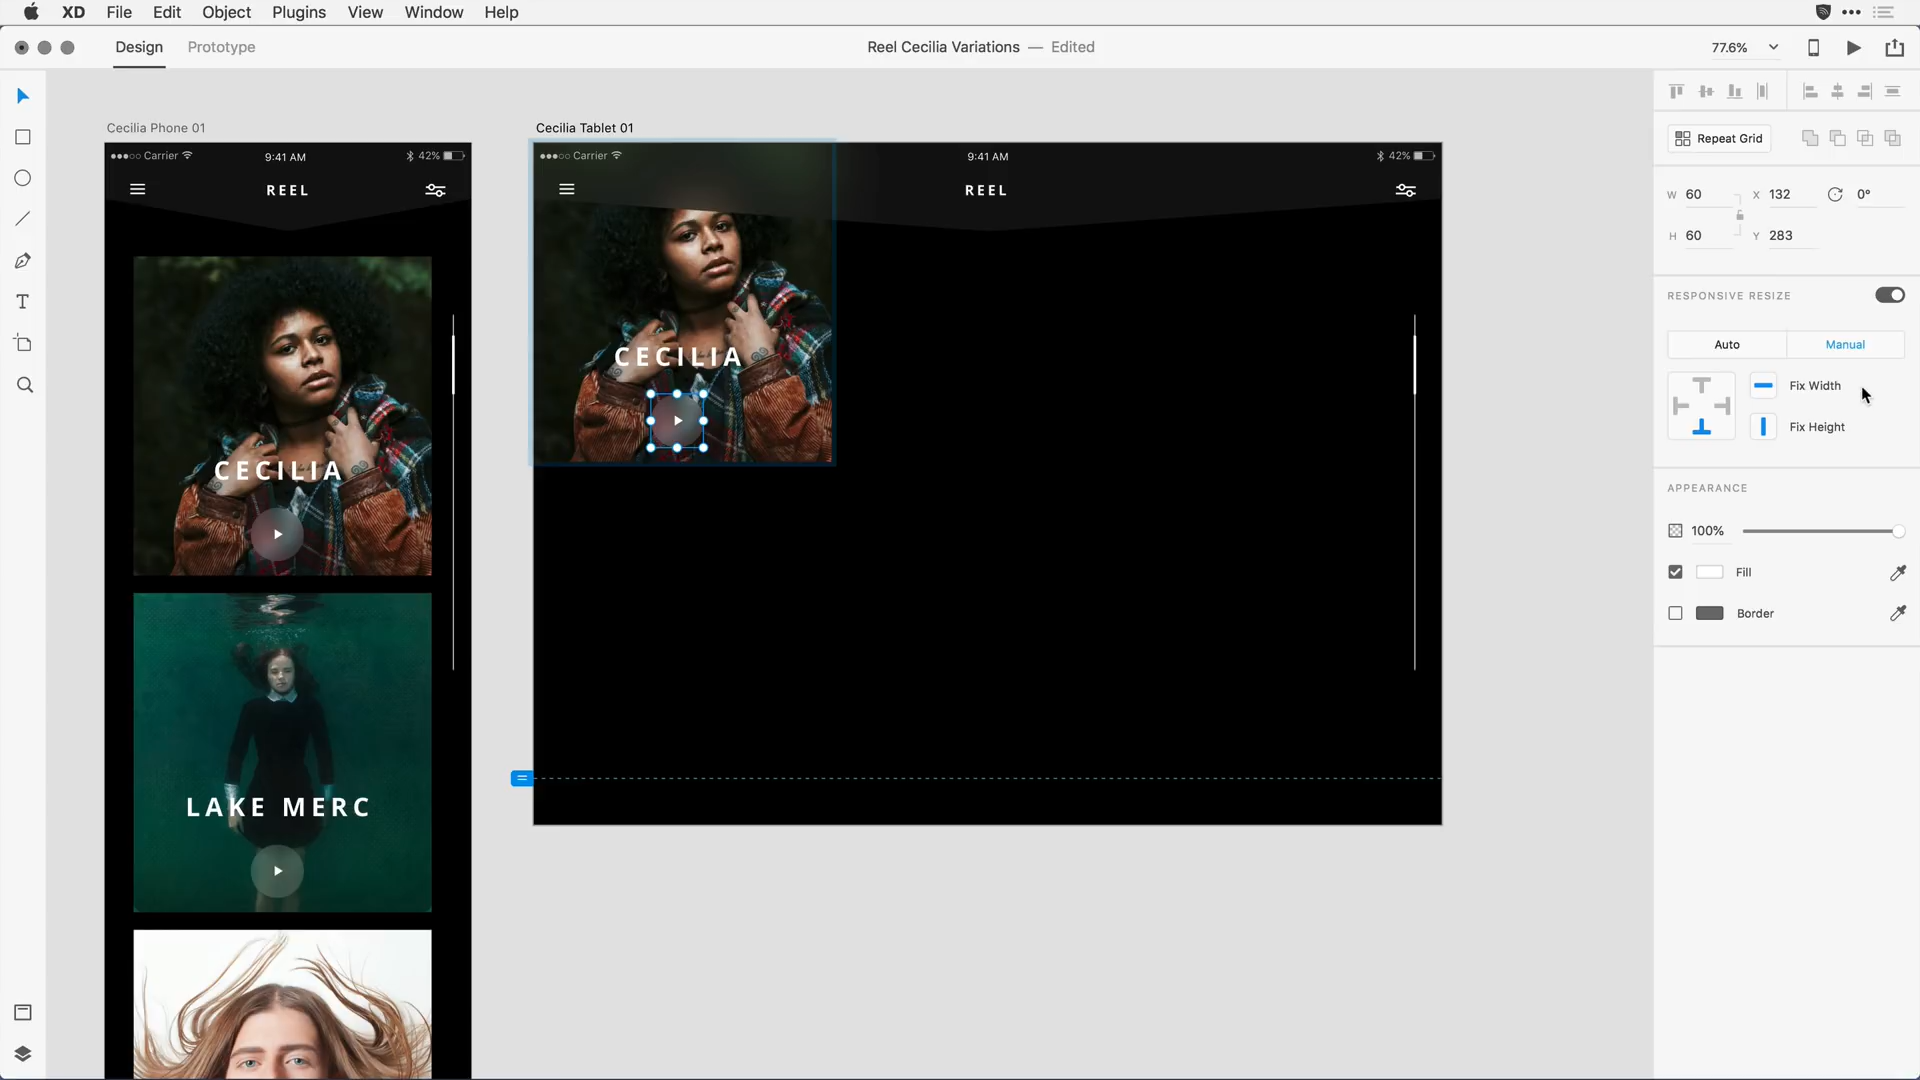 XD File Edit Object Plugins View Window Help
Design Prototype
Reel Cecilia Variations — Edited
77.6%
Cecilia Phone 01
Carrier 9:41 AM 42%
REEL
CECILIA
LAKE MERC
Cecilia Tablet 01
Carrier 9:41 AM 42%
REEL
CECILIA
Repeat Grid
W 60 X 132 0°
H 60 Y 283
RESPONSIVE RESIZE
Auto Manual
Fix Width
Fix Height
APPEARANCE
100%
Fill
Border